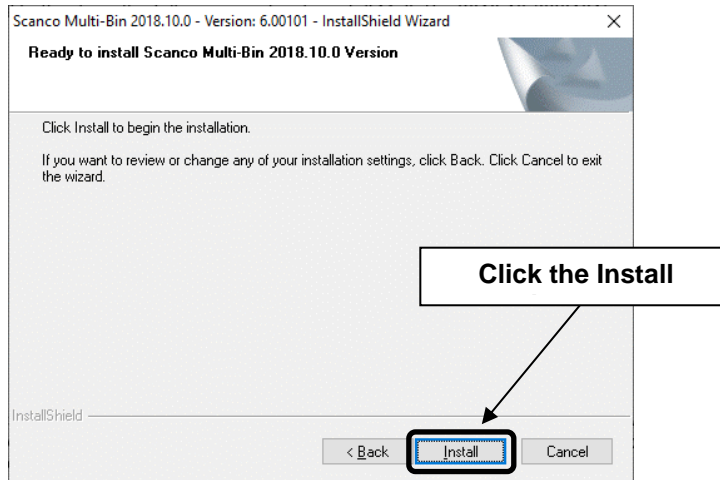 Scanco Multi-Bin 2018.10.0 - Version: 6.00101 - InstallShield Wizard
Ready to install Scanco Multi-Bin 2018.10.0 Version
Click Install to begin the installation.
If you want to review or change any of your installation settings, click Back. Click Cancel to exit
the wizard.
Click the Install
InstallShield
< Back
Install
Cancel